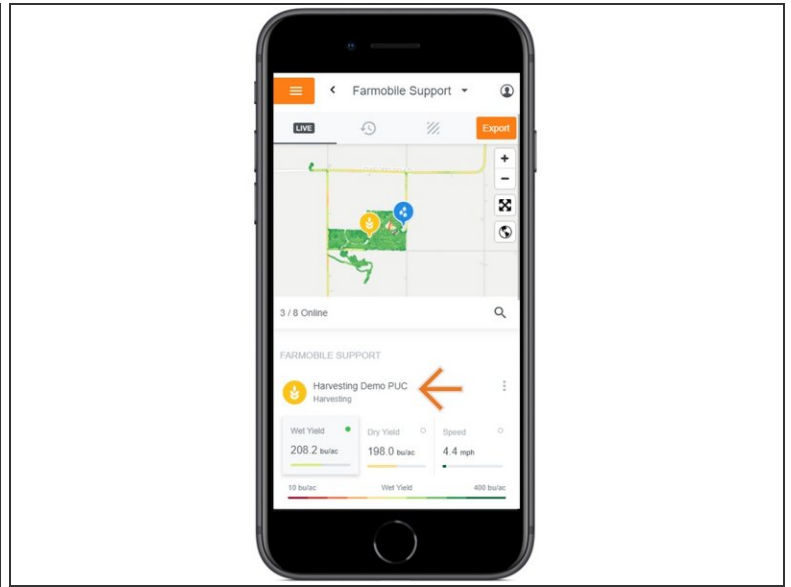 Farmobile Support
LIVE
Export
3 / 8 Online
FARMOBILE SUPPORT
Harvesting Demo PUC
Harvesting
Wet Yield Dry Yield Speed
208.2 bu/ac 198.0 bu/ac 4.4 mph
10 bu/ac Wet Yield 400 bu/ac